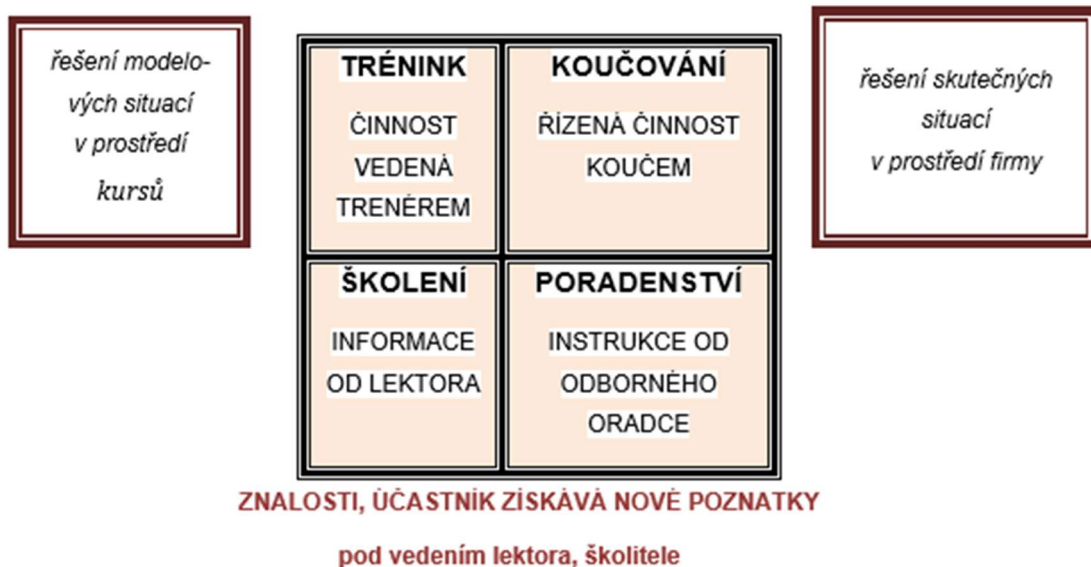 řešení modelo-
vých situací
v prostředí
kursů
TRÉNINK
ČINNOST
VEDENÁ
TRENÉREM
KOUČOVÁNÍ
ŘÍZENÁ ČINNOST
KOUČEM
řešení skutečných
situací
v prostředí firmy
ŠKOLENÍ
INFORMACE
OD LEKTORA
PORADENSTVÍ
INSTRUKCE OD
ODBORNÉHO
ORADCE
ZNALOSTI, ÚČASTNÍK ZÍSKÁVÁ NOVÉ POZNATKY
pod vedením lektora, školitele